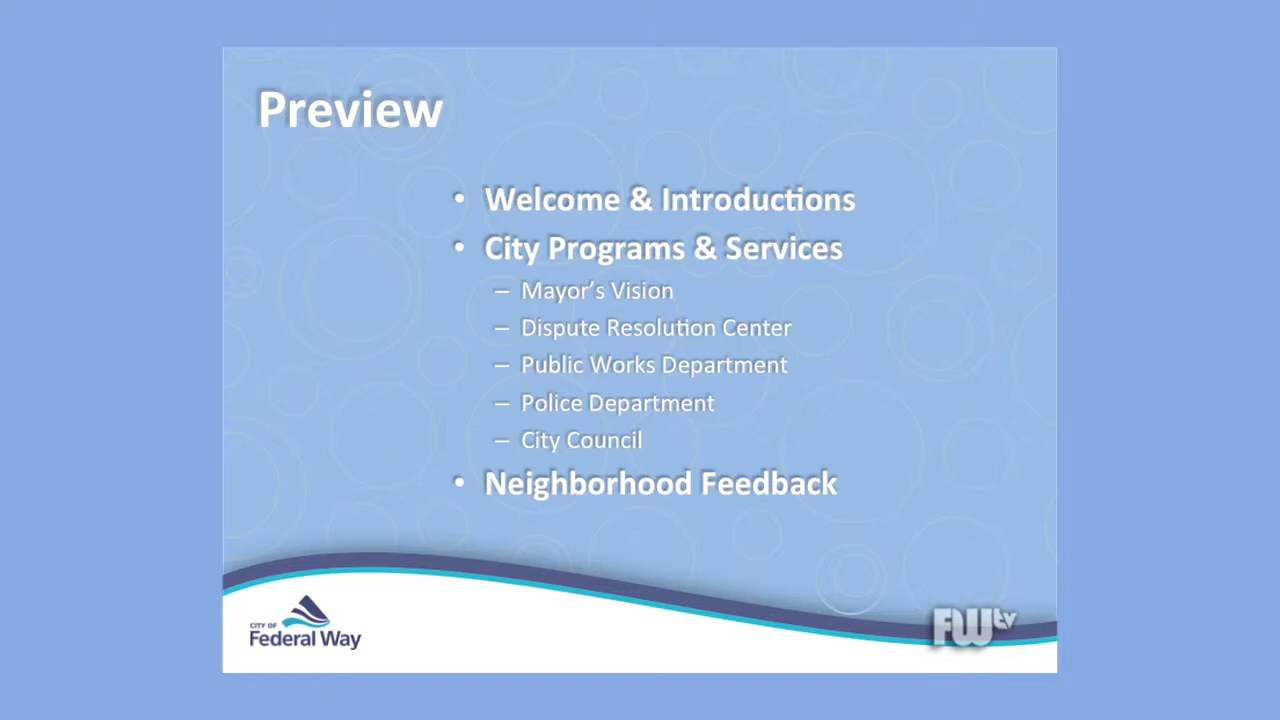 Preview
• Welcome & Introductions
• City Programs & Services
– Mayor's Vision
– Dispute Resolution Center
– Public Works Department
– Police Department
– City Council
• Neighborhood Feedback
CITY OF
Federal Way
FWtv